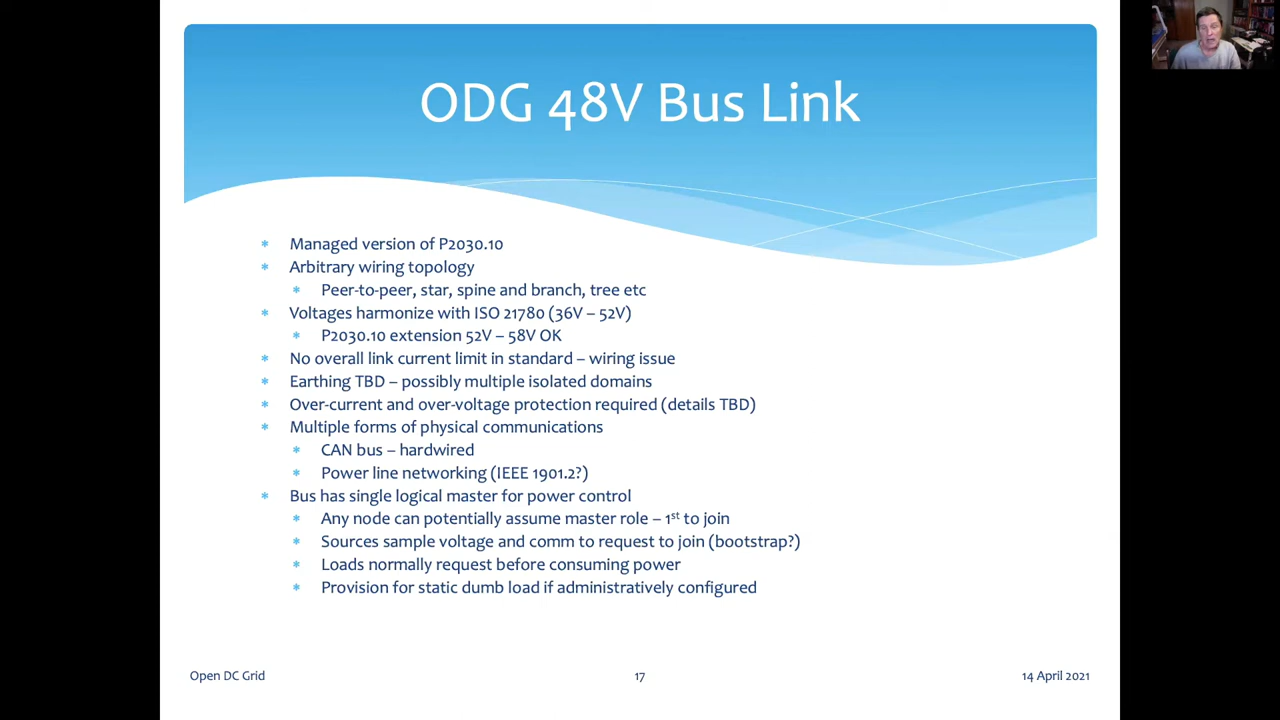 ODG 48V Bus Link
* Managed version of P2030.10
* Arbitrary wiring topology
* Peer-to-peer, star, spine and branch, tree etc
* Voltages harmonize with ISO 21780 (36V – 52V)
* P2030.10 extension 52V – 58V OK
* No overall link current limit in standard – wiring issue
* Earthing TBD – possibly multiple isolated domains
* Over-current and over-voltage protection required (details TBD)
* Multiple forms of physical communications
* CAN bus – hardwired
* Power line networking (IEEE 1901.2?)
* Bus has single logical master for power control
* Any node can potentially assume master role – 1st to join
* Sources sample voltage and comm to request to join (bootstrap?)
* Loads normally request before consuming power
* Provision for static dumb load if administratively configured
Open DC Grid
17
14 April 2021